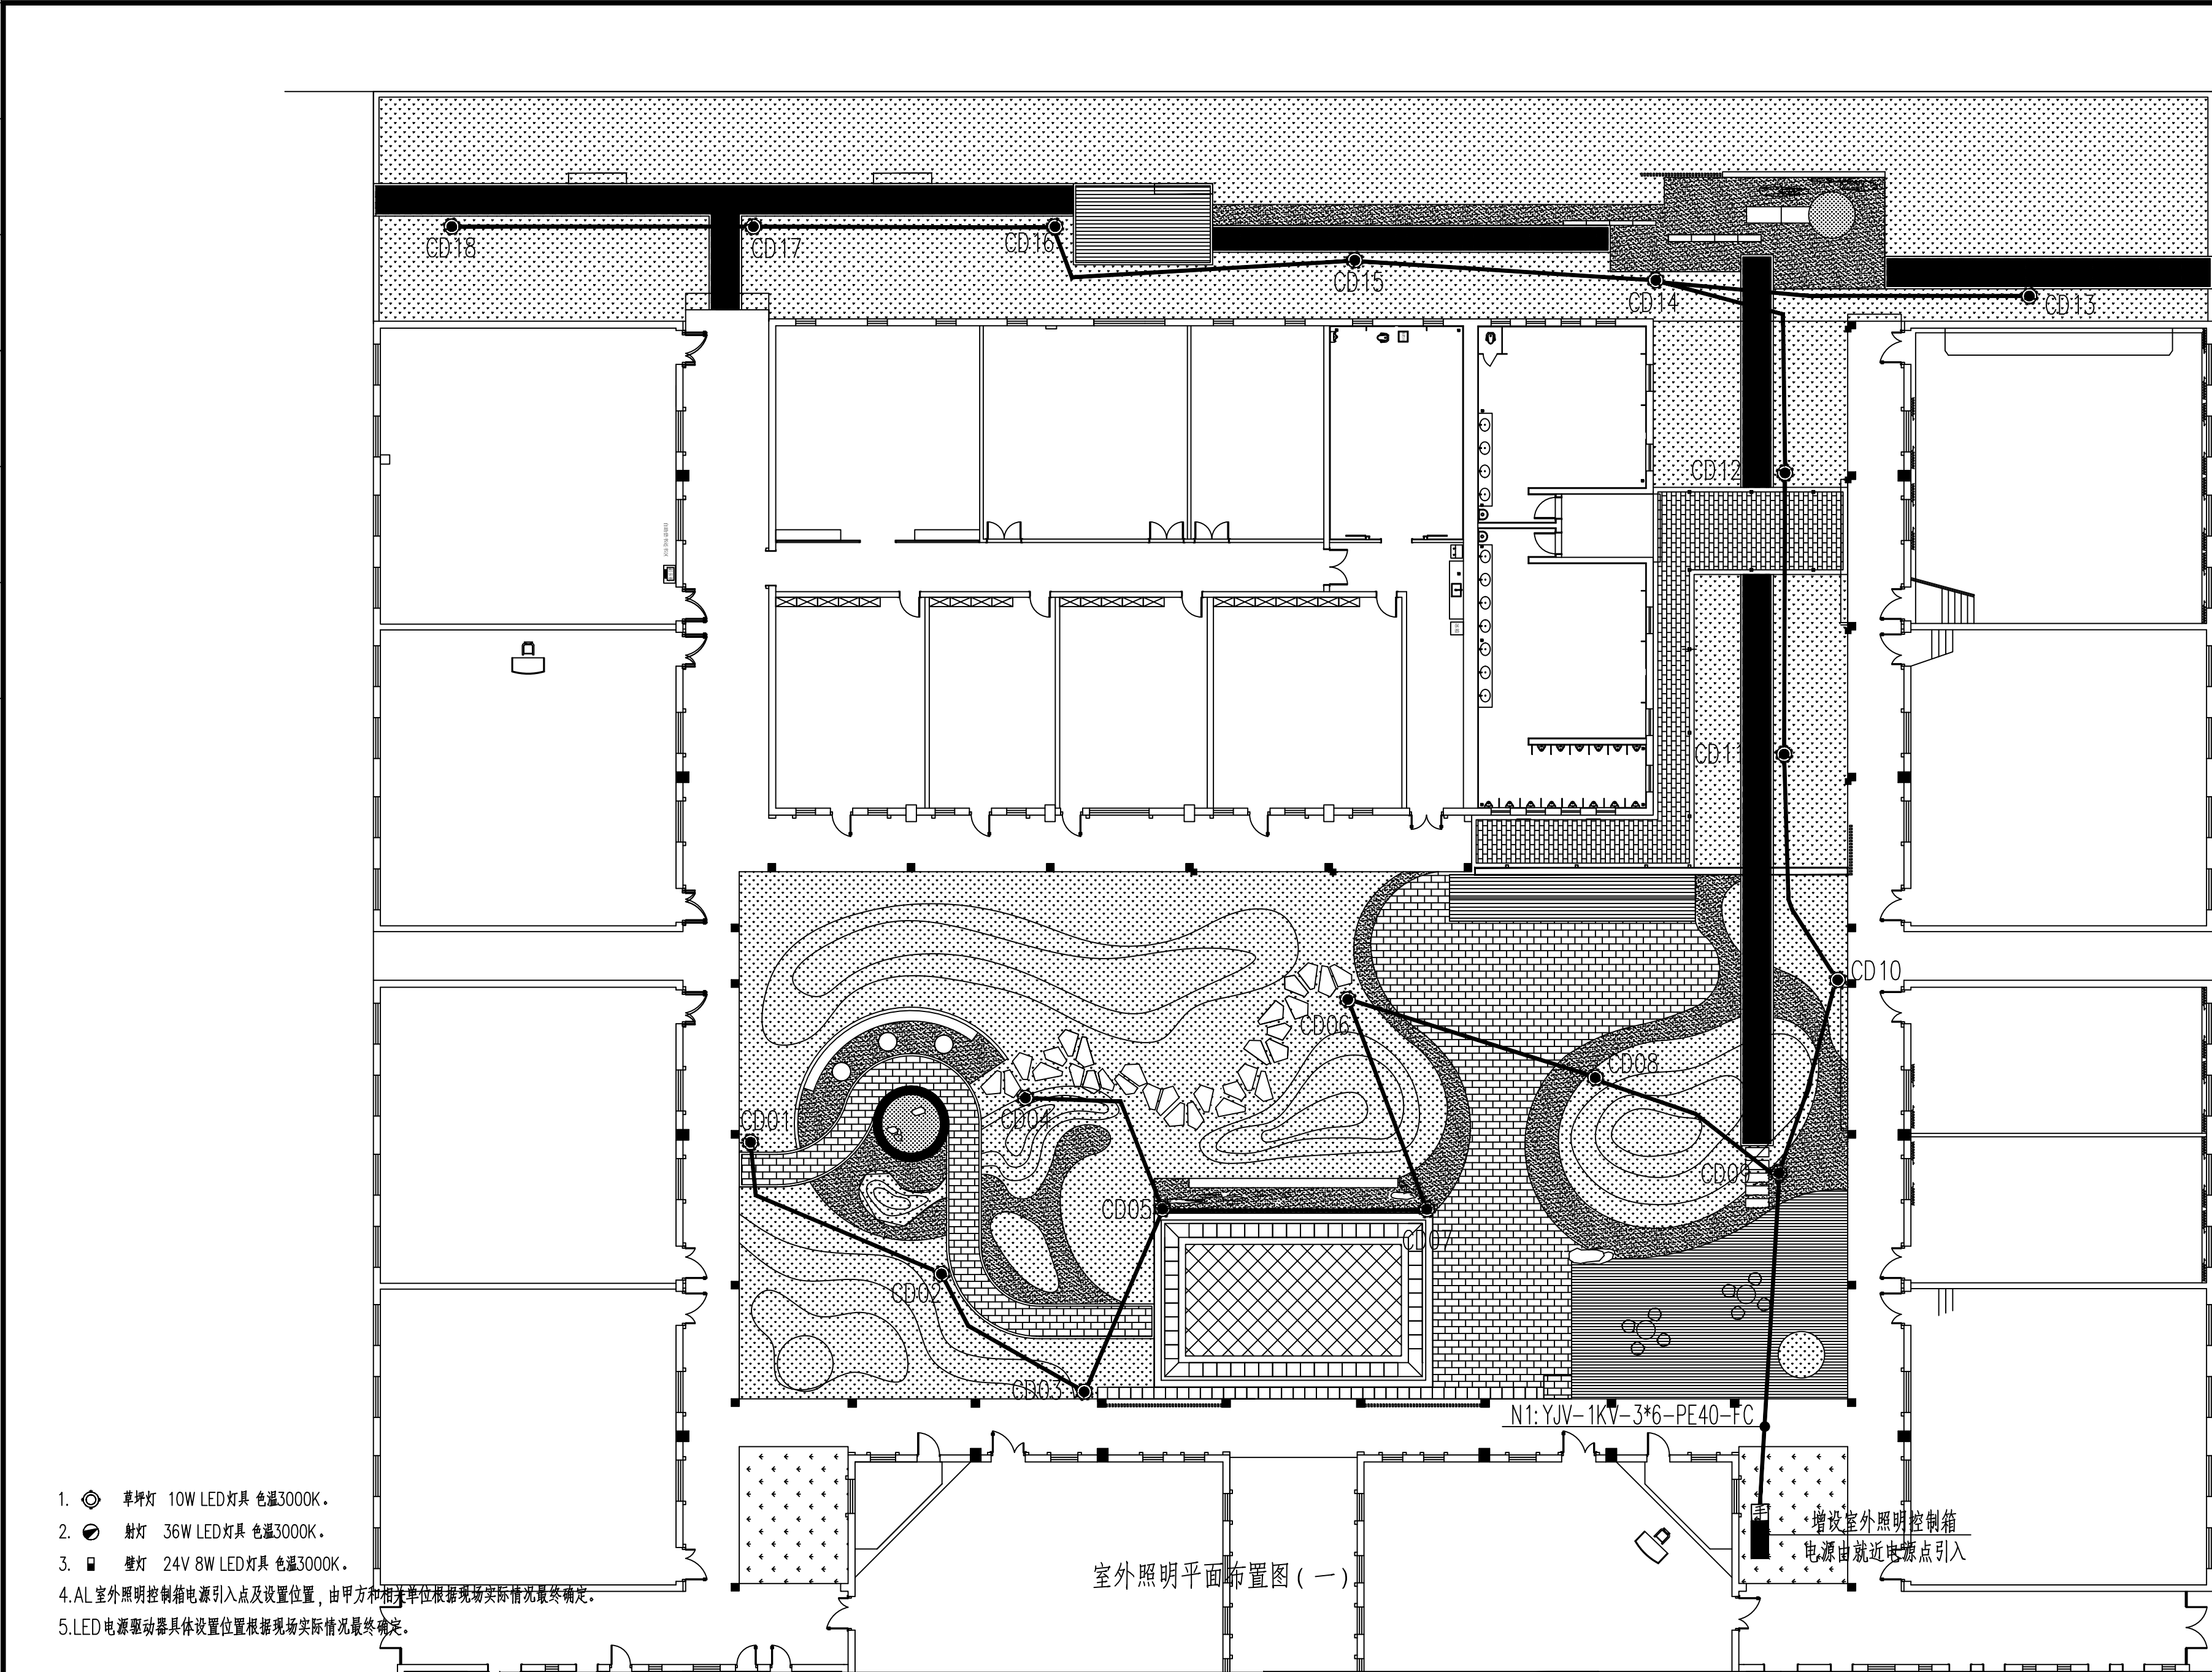 CD18
CD17
CD16
CD15
CD14
CD13
CD12
CD11
CD10
CD06
CD08
CD04
CD01
CD09
CD05
CD07
CD02
CD03
N1:YJV-1KV-3*6-PE40-FC
增设室外照明控制箱
电源由就近电源点引入
室外照明平面布置图(一)
1. 草坪灯 10W LED灯具 色温3000K。
2. 射灯 36W LED灯具 色温3000K。
3. 壁灯 24V 8W LED灯具 色温3000K。
4.AL室外照明控制箱电源引入点及设置位置,由甲方和相关单位根据现场实际情况最终确定。
5.LED电源驱动器具体设置位置根据现场实际情况最终确定。